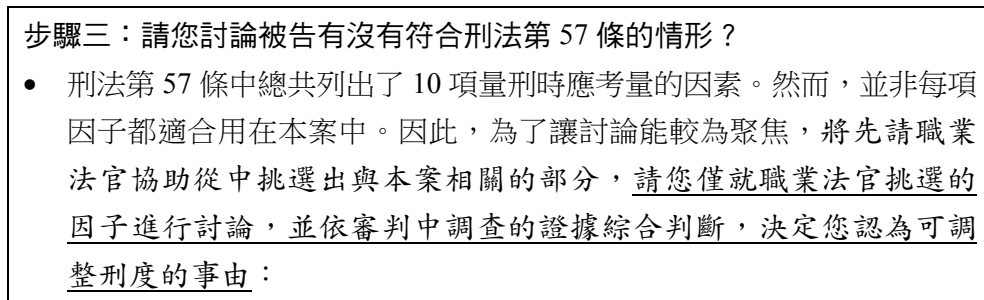 步驟三：請您討論被告有沒有符合刑法第 57 條的情形？
• 刑法第 57 條中總共列出了 10 項量刑時應考量的因素。然而，並非每項
因子都適合用在本案中。因此，為了讓討論能較為聚焦，將先請職業
法官協助從中挑選出與本案相關的部分，請您僅就職業法官挑選的
因子進行討論，並依審判中調查的證據綜合判斷，決定您認為可調
整刑度的事由：